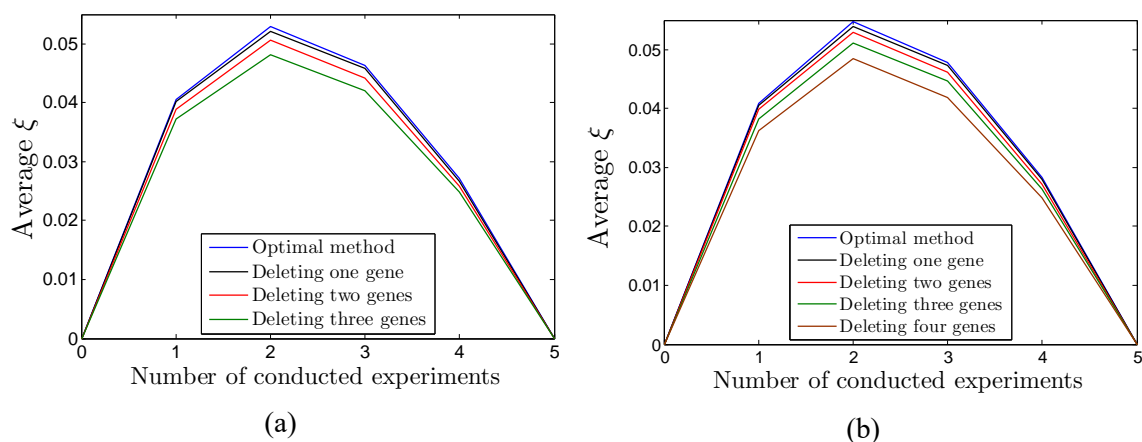 0.05
0.04
0.03
0.02
0.01
0
Average ξ
Optimal method
Deleting one gene
Deleting two genes
Deleting three genes
0 1 2 3 4 5
Number of conducted experiments
(a)
0.05
0.04
0.03
0.02
0.01
0
Average ξ
Optimal method
Deleting one gene
Deleting two genes
Deleting three genes
Deleting four genes
0 1 2 3 4 5
Number of conducted experiments
(b)